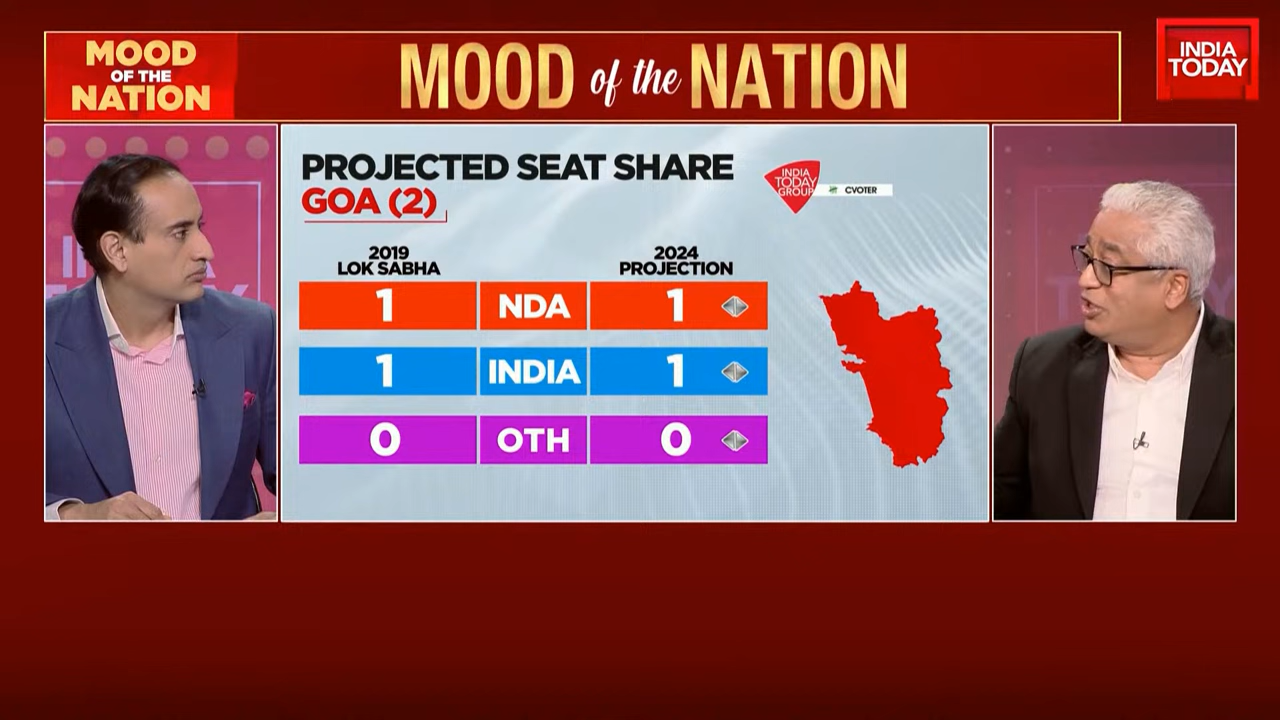 MOOD
OF THE
NATION
MOOD of the NATION
INDIA
TODAY
PROJECTED SEAT SHARE
GOA (2)
INDIA
TODAY
GROUP
CVOTER
2019
LOK SABHA
2024
PROJECTION
1 NDA 1
1 INDIA 1
0 OTH 0